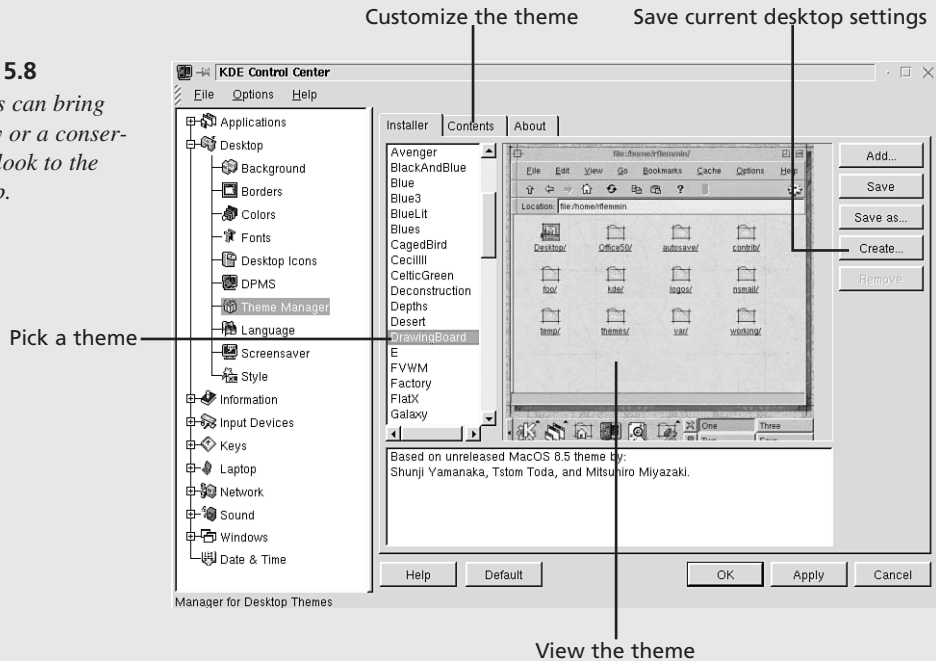 Customize the theme
Save current desktop settings
5.8
s can bring
or a conser-
look to the
KDE Control Center
File Options Help
Applications
Desktop
Background
Borders
Colors
Fonts
Desktop Icons
DPMS
Theme Manager
Language
Screensaver
Style
Information
Input Devices
Keys
Laptop
Network
Sound
Windows
Date & Time
Manager for Desktop Themes
Pick a theme
Installer Contents About
Avenger
BlackAndBlue
Blue
Blue3
BlueLit
Blues
CagedBird
Cecillll
CelticGreen
Deconstruction
Depths
Desert
DrawingBoard
E
FVWM
Factory
FlatX
Galaxy
file:/home/rflemmin/
File Edit View Go Bookmarks Cache Options Help
Location: file:/home/rflemmin/
Desktop/ Office50/ autosave/ contrib/
foo/ kde/ logos/ nsmail/
temp/ themes/ var/ working/
One Three
Based on unreleased MacOS 8.5 theme by:
Shunji Yamanaka, Tstom Toda, and Mitsuhiro Miyazaki.
Add...
Save
Save as...
Create...
Remove
Help Default OK Apply Cancel
View the theme